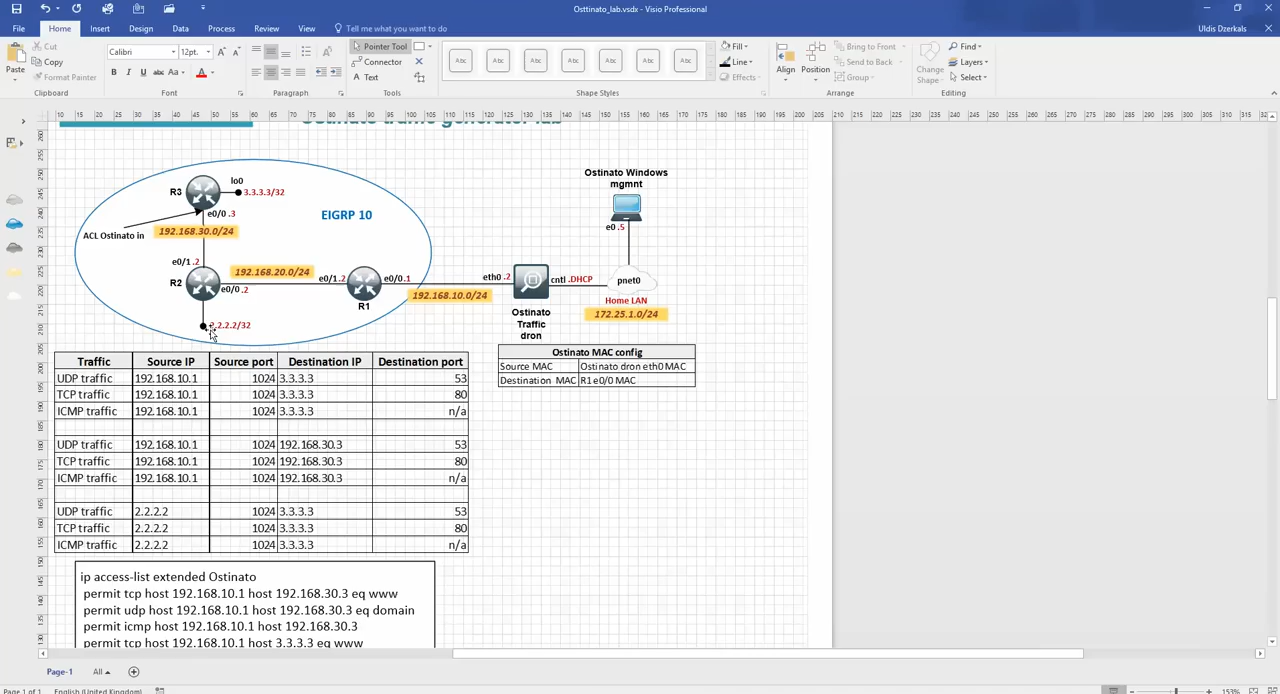 Osttinato_lab.vsdx - Visio Professional
File Home Insert Design Data Process Review View Tell me what you want to do
Uldis Dzerkals
Paste
Cut
Copy
Format Painter
Clipboard
Calibri 12pt.
B I U abc Aa A
Font
Paragraph
Pointer Tool
Connector
Text
Tools
Abc Abc Abc Abc Abc Abc Abc
Shape Styles
Fill
Line
Effects
Align
Position
Bring to Front
Send to Back
Group
Arrange
Change Shape
Find
Layers
Select
Editing
Ostinato traffic generator lab
R3
lo0
3.3.3.3/32
e0/0 .3
EIGRP 10
ACL Ostinato in
192.168.30.0/24
e0/1 .2
R2
192.168.20.0/24
e0/0 .2
e0/1 .2
e0/0 .1
R1
2.2.2.2/32
192.168.10.0/24
eth0 .2
cntl .DHCP
Ostinato
Traffic
dron
Ostinato Windows
mgmnt
e0 .5
pnet0
Home LAN
172.25.1.0/24
Ostinato MAC config
Source MAC Ostinato dron eth0 MAC
Destination MAC R1 e0/0 MAC
Traffic Source IP Source port Destination IP Destination port
UDP traffic 192.168.10.1 1024 3.3.3.3 53
TCP traffic 192.168.10.1 1024 3.3.3.3 80
ICMP traffic 192.168.10.1 1024 3.3.3.3 n/a
UDP traffic 192.168.10.1 1024 192.168.30.3 53
TCP traffic 192.168.10.1 1024 192.168.30.3 80
ICMP traffic 192.168.10.1 1024 192.168.30.3 n/a
UDP traffic 2.2.2.2 1024 3.3.3.3 53
TCP traffic 2.2.2.2 1024 3.3.3.3 80
ICMP traffic 2.2.2.2 1024 3.3.3.3 n/a
ip access-list extended Ostinato
permit tcp host 192.168.10.1 host 192.168.30.3 eq www
permit udp host 192.168.10.1 host 192.168.30.3 eq domain
permit icmp host 192.168.10.1 host 192.168.30.3
permit tcp host 192.168.10.1 host 3.3.3.3 eq www
Page-1 All
Page 1 of 1 English (United Kingdom) 153%